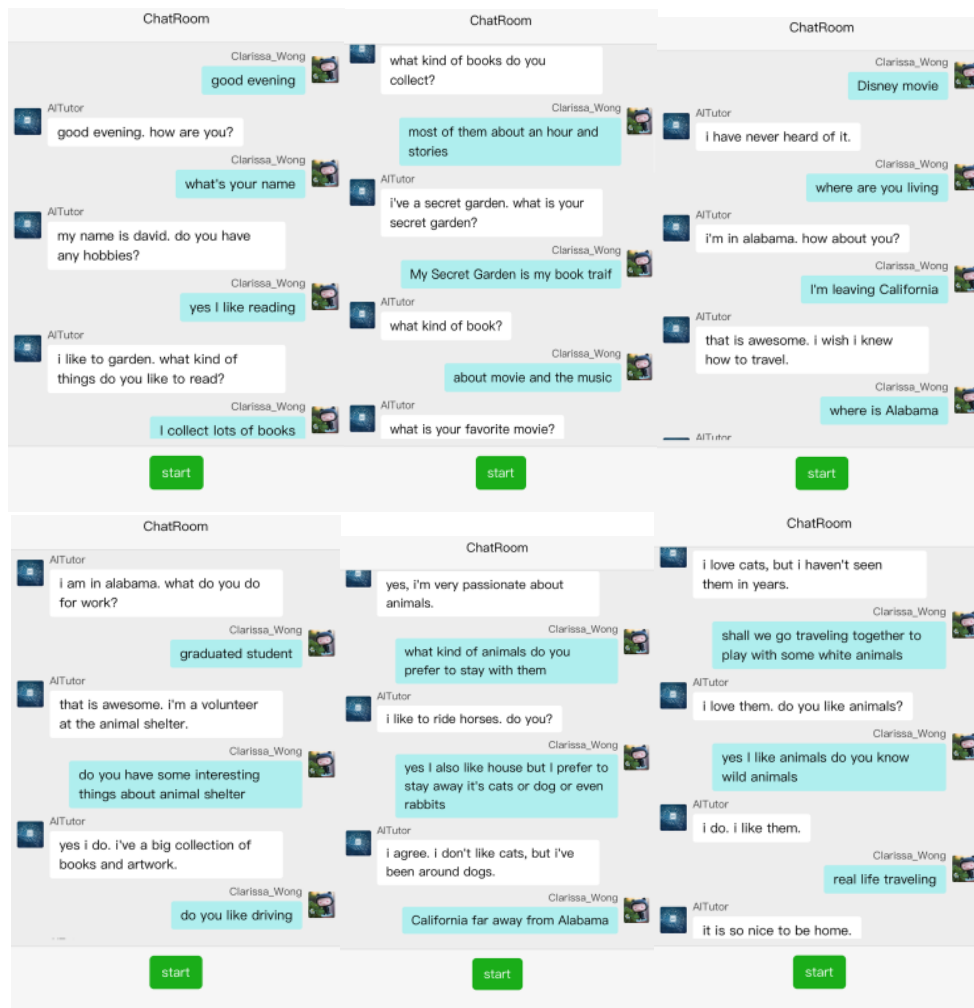 ChatRoom
Clarissa_Wong
good evening
AITutor
good evening. how are you?
Clarissa_Wong
what's your name
AITutor
my name is david. do you have
any hobbies?
Clarissa_Wong
yes I like reading
AITutor
i like to garden. what kind of
things do you like to read?
Clarissa_Wong
I collect lots of books
start
ChatRoom
what kind of books do you
collect?
Clarissa_Wong
most of them about an hour and
stories
AITutor
i've a secret garden. what is your
secret garden?
Clarissa_Wong
My Secret Garden is my book traif
AITutor
what kind of book?
Clarissa_Wong
about movie and the music
AITutor
what is your favorite movie?
start
ChatRoom
Clarissa_Wong
Disney movie
AITutor
i have never heard of it.
Clarissa_Wong
where are you living
AITutor
i'm in alabama. how about you?
Clarissa_Wong
I'm leaving California
AITutor
that is awesome. i wish i knew
how to travel.
Clarissa_Wong
where is Alabama
AITutor
start
ChatRoom
AITutor
i am in alabama. what do you do
for work?
Clarissa_Wong
graduated student
AITutor
that is awesome. i'm a volunteer
at the animal shelter.
Clarissa_Wong
do you have some interesting
things about animal shelter
AITutor
yes i do. i've a big collection of
books and artwork.
Clarissa_Wong
do you like driving
start
ChatRoom
yes, i'm very passionate about
animals.
Clarissa_Wong
what kind of animals do you
prefer to stay with them
AITutor
i like to ride horses. do you?
Clarissa_Wong
yes I also like house but I prefer to
stay away it's cats or dog or even
rabbits
AITutor
i agree. i don't like cats, but i've
been around dogs.
Clarissa_Wong
California far away from Alabama
start
ChatRoom
i love cats, but i haven't seen
them in years.
Clarissa_Wong
shall we go traveling together to
play with some white animals
AITutor
i love them. do you like animals?
Clarissa_Wong
yes I like animals do you know
wild animals
AITutor
i do. i like them.
Clarissa_Wong
real life traveling
AITutor
it is so nice to be home.
start